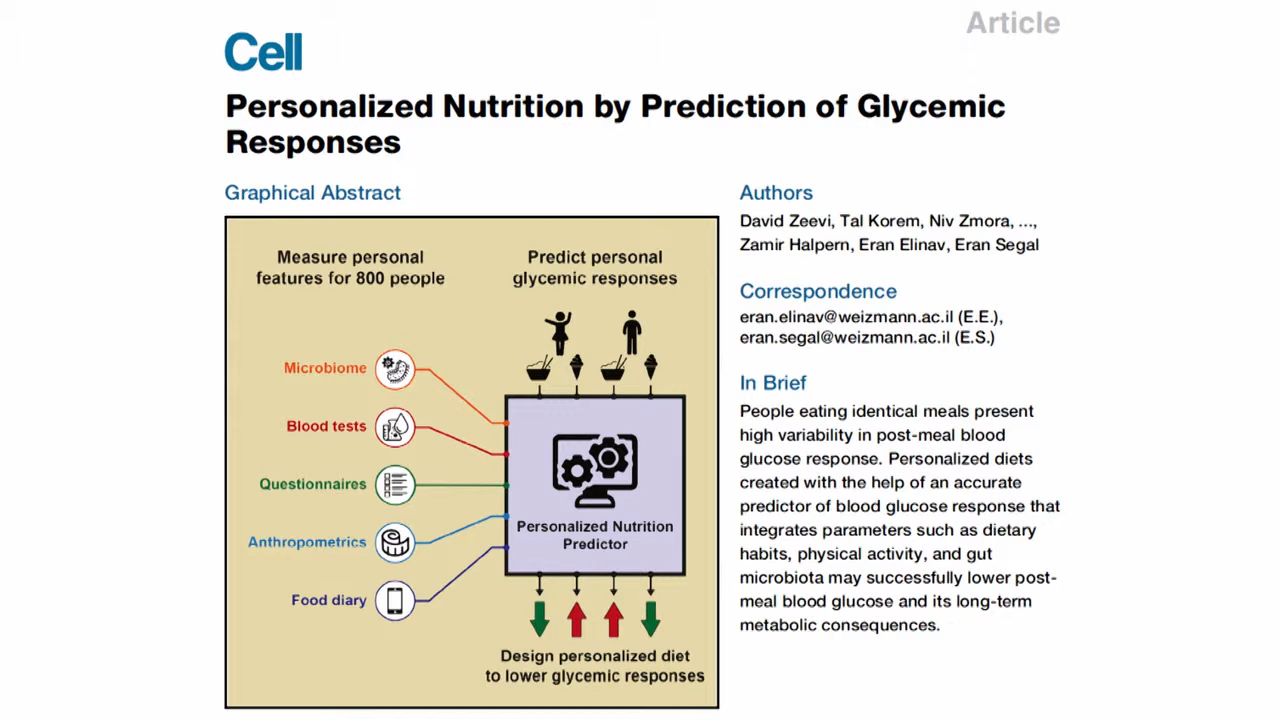 Article
Cell
Personalized Nutrition by Prediction of Glycemic
Responses
Graphical Abstract
Measure personal
features for 800 people
Predict personal
glycemic responses
Microbiome
Blood tests
Questionnaires
Anthropometrics
Food diary
Personalized Nutrition
Predictor
Design personalized diet
to lower glycemic responses
Authors
David Zeevi, Tal Korem, Niv Zmora, ...,
Zamir Halpern, Eran Elinav, Eran Segal
Correspondence
eran.elinav@weizmann.ac.il (E.E.),
eran.segal@weizmann.ac.il (E.S.)
In Brief
People eating identical meals present
high variability in post-meal blood
glucose response. Personalized diets
created with the help of an accurate
predictor of blood glucose response that
integrates parameters such as dietary
habits, physical activity, and gut
microbiota may successfully lower post-
meal blood glucose and its long-term
metabolic consequences.